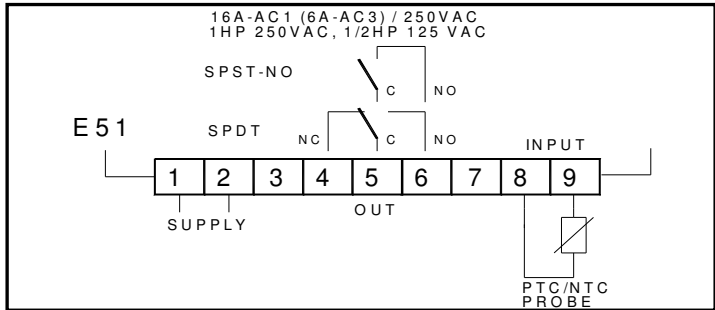 16A-AC1 (6A-AC3) / 250VAC
1HP 250VAC, 1/2HP 125 VAC
SPST-NO
C NO
E51 SPDT NC C NO INPUT
1 2 3 4 5 6 7 8 9
SUPPLY OUT
PTC/NTC
PROBE